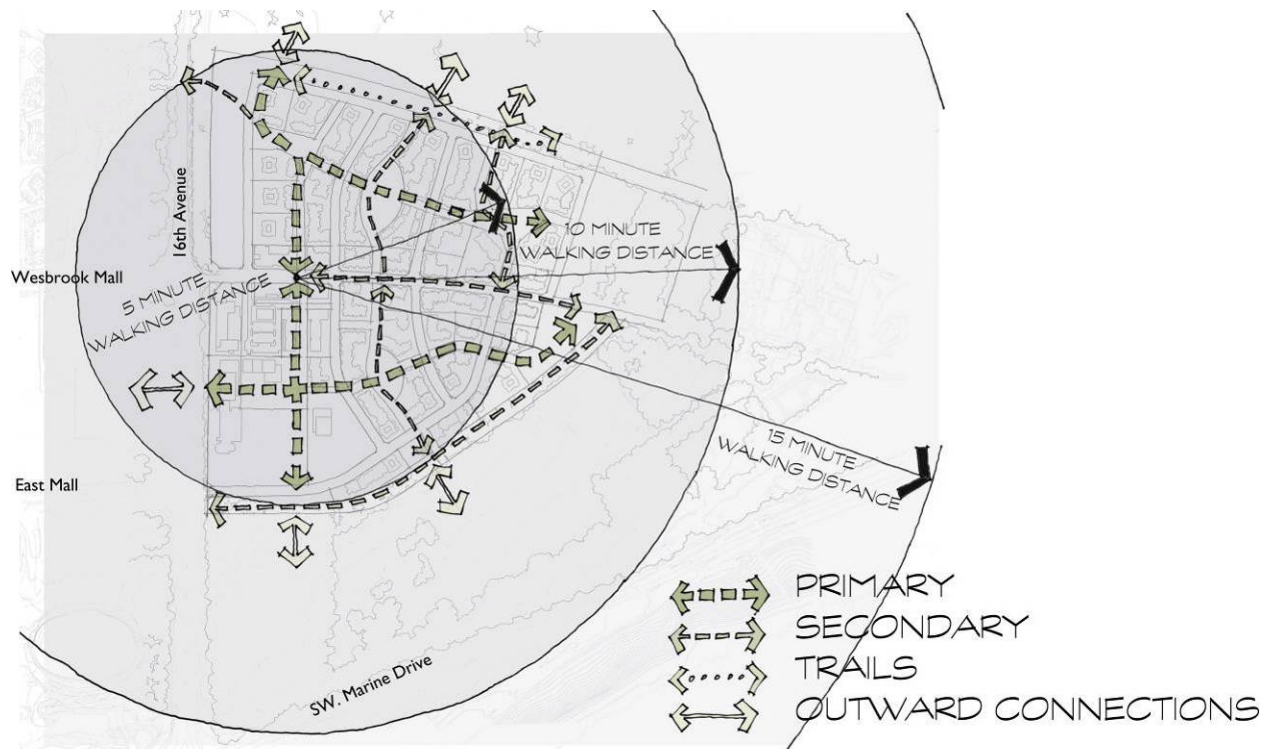 16th Avenue
Wesbrook Mall
5 MINUTE
WALKING DISTANCE
10 MINUTE
WALKING DISTANCE
15 MINUTE
WALKING DISTANCE
East Mall
SW. Marine Drive
PRIMARY
SECONDARY
TRAILS
OUTWARD CONNECTIONS